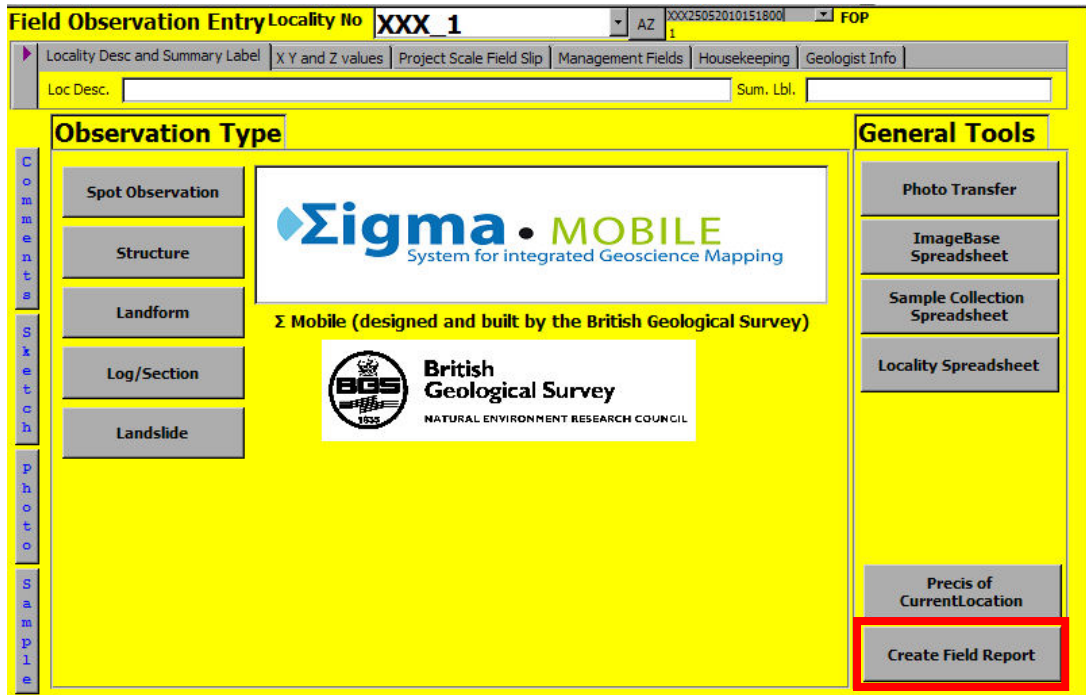 Field Observation Entry Locality No XXX_1 AZ XXX25052010151800 FOP
1
Locality Desc and Summary Label X Y and Z values Project Scale Field Slip Management Fields Housekeeping Geologist Info
Loc Desc. Sum. Lbl.
Observation Type
General Tools
Comments
Sketch
Photo
Sample
Spot Observation
Structure
Landform
Log/Section
Landslide
Σigma • MOBILE
System for integrated Geoscience Mapping
Σ Mobile (designed and built by the British Geological Survey)
BGS
1835
British
Geological Survey
NATURAL ENVIRONMENT RESEARCH COUNCIL
Photo Transfer
ImageBase
Spreadsheet
Sample Collection
Spreadsheet
Locality Spreadsheet
Precis of
CurrentLocation
Create Field Report